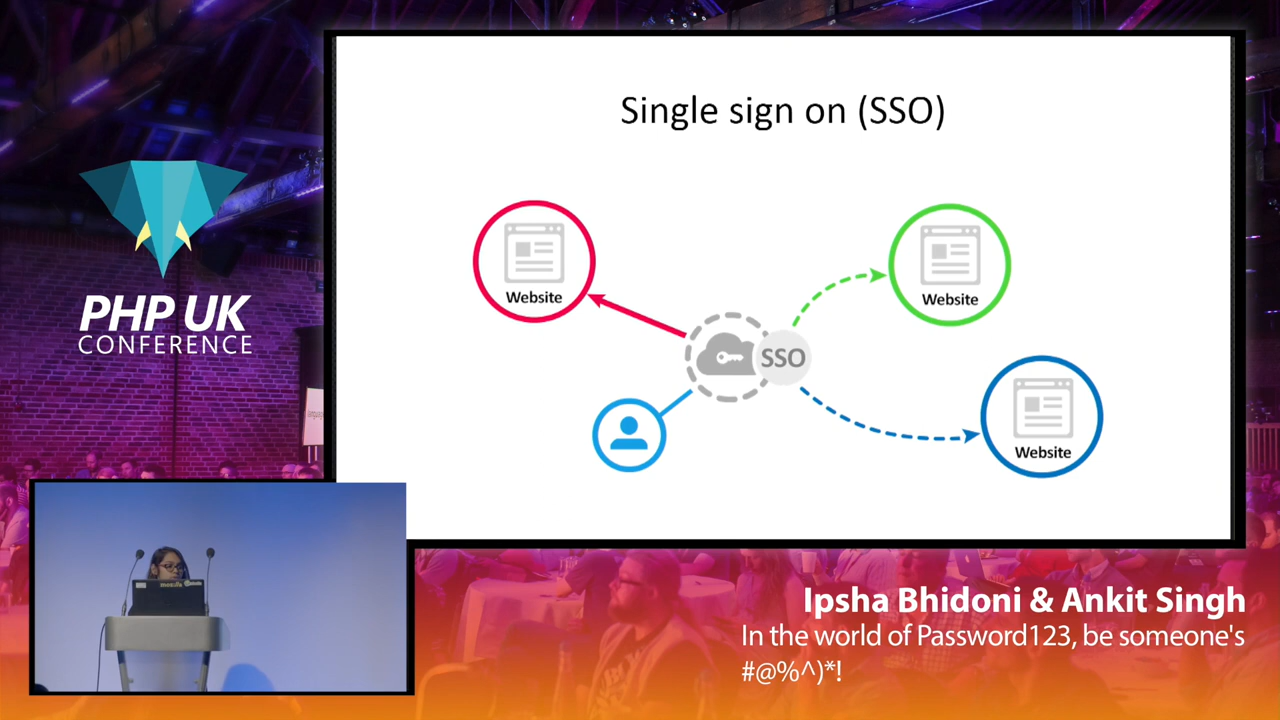 Single sign on (SSO)
Website
Website
SSO
Website
PHP UK
CONFERENCE
Ipsha Bhidoni & Ankit Singh
In the world of Password123, be someone's
#@%^)*!